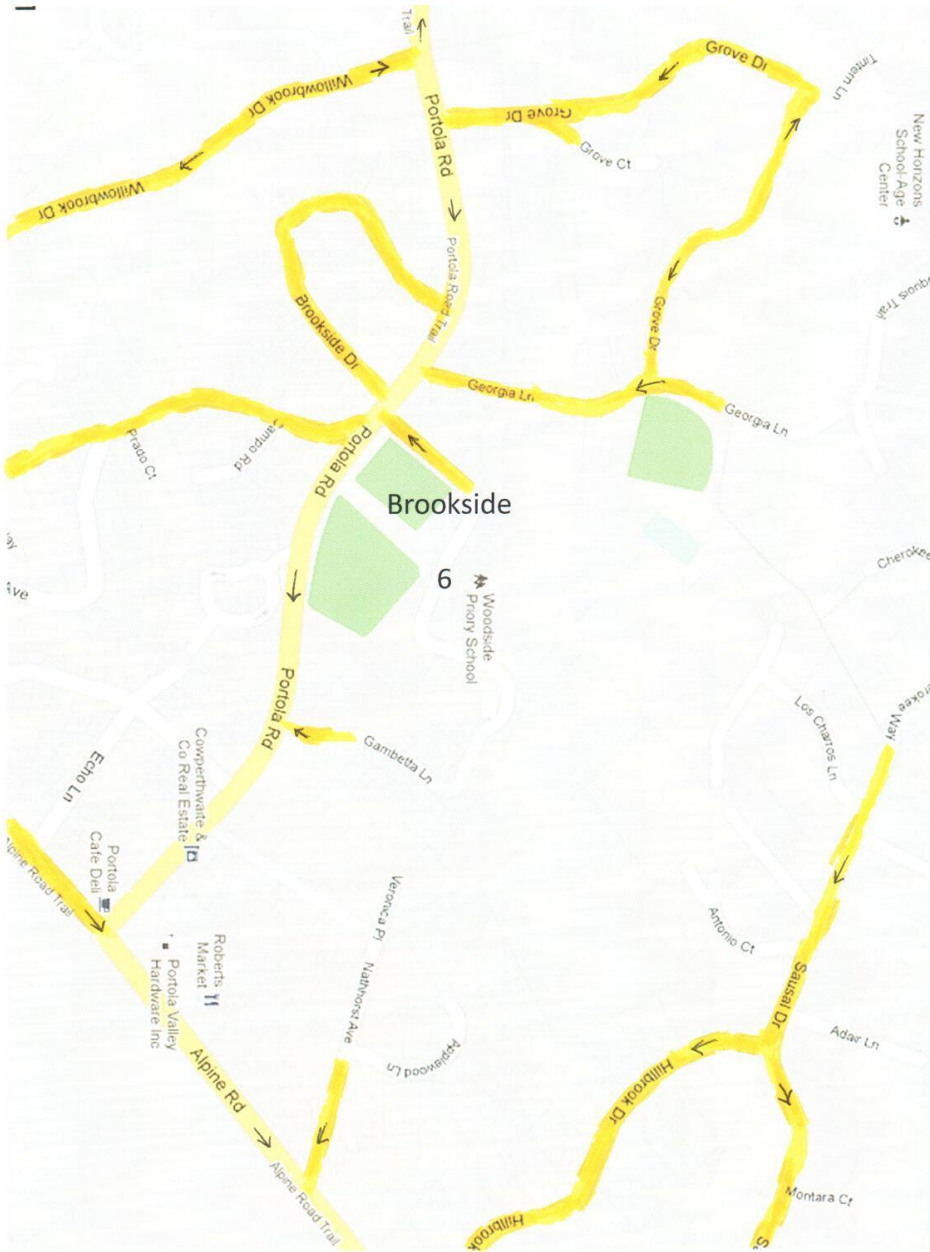 1
Trail
Willowbrook Dr
Willowbrook Dr
Portola Rd
Grove Dr
Grove Dr
Grove Ct
Tintern Ln
New Horizons
School-Age
Center
Portola Road Trail
Brookside Dr
Grove Dr
Georgia Ln
Georgia Ln
Prado Ct
Portola Rd
Brookside
6
Woodside
Priory School
Ave
Portola Rd
Gambetta Ln
Los Charros Ln
Way
Echo Ln
Cowperthwaite &
Co Real Estate
Portola
Cafe Deli
Alpine Road Trail
Roberts
Market
Portola Valley
Hardware Inc
Veronica Pl
Nathhorst Ave
Applewood Ln
Antonio Ct
Sausal Dr
Adair Ln
Alpine Rd
Alpine Road Trail
Hillbrook Dr
Hillbrook
Montara Ct